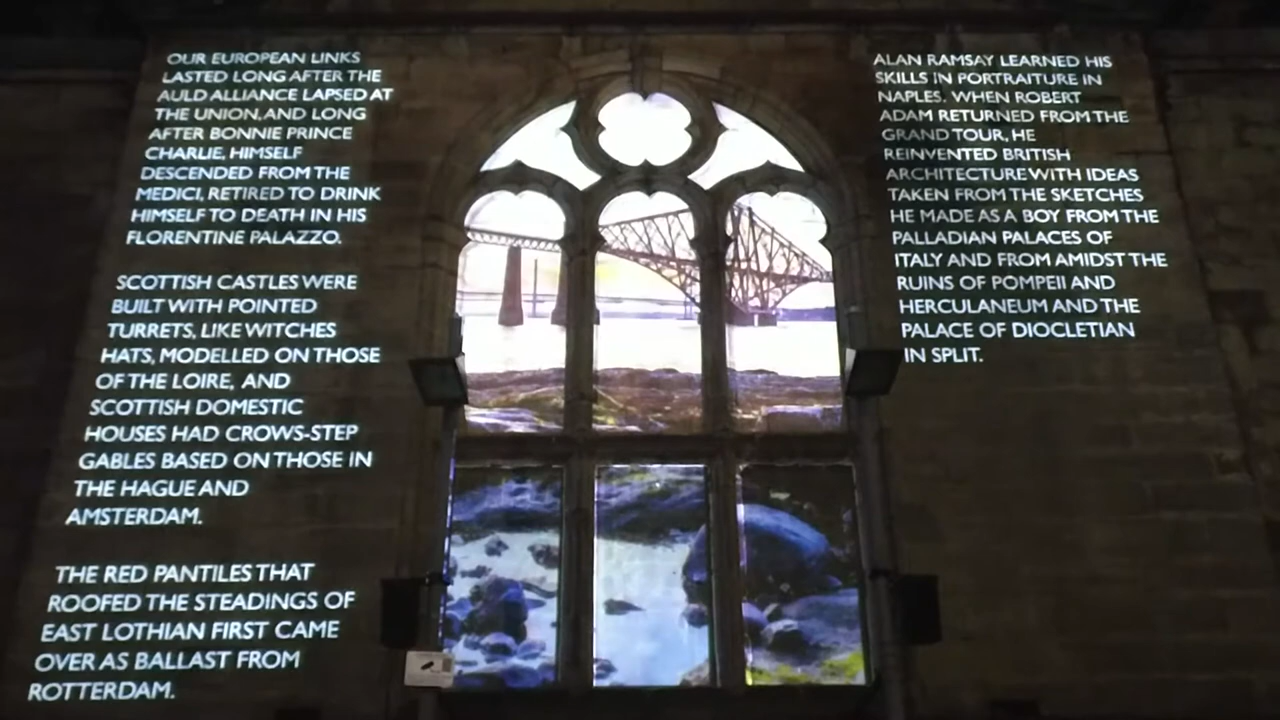 OUR EUROPEAN LINKS
LASTED LONG AFTER THE
AULD ALLIANCE LAPSED AT
THE UNION, AND LONG
AFTER BONNIE PRINCE
CHARLIE, HIMSELF
DESCENDED FROM THE
MEDICI, RETIRED TO DRINK
HIMSELF TO DEATH IN HIS
FLORENTINE PALAZZO.
SCOTTISH CASTLES WERE
BUILT WITH POINTED
TURRETS, LIKE WITCHES
HATS, MODELLED ON THOSE
OF THE LOIRE, AND
SCOTTISH DOMESTIC
HOUSES HAD CROWS-STEP
GABLES BASED ON THOSE IN
THE HAGUE AND
AMSTERDAM.
THE RED PANTILES THAT
ROOFED THE STEADINGS OF
EAST LOTHIAN FIRST CAME
OVER AS BALLAST FROM
ROTTERDAM.
ALAN RAMSAY LEARNED HIS
SKILLS IN PORTRAITURE IN
NAPLES. WHEN ROBERT
ADAM RETURNED FROM THE
GRAND TOUR, HE
REINVENTED BRITISH
ARCHITECTURE WITH IDEAS
TAKEN FROM THE SKETCHES
HE MADE AS A BOY FROM THE
PALLADIAN PALACES OF
ITALY AND FROM AMIDST THE
RUINS OF POMPEII AND
HERCULANEUM AND THE
PALACE OF DIOCLETIAN
IN SPLIT.